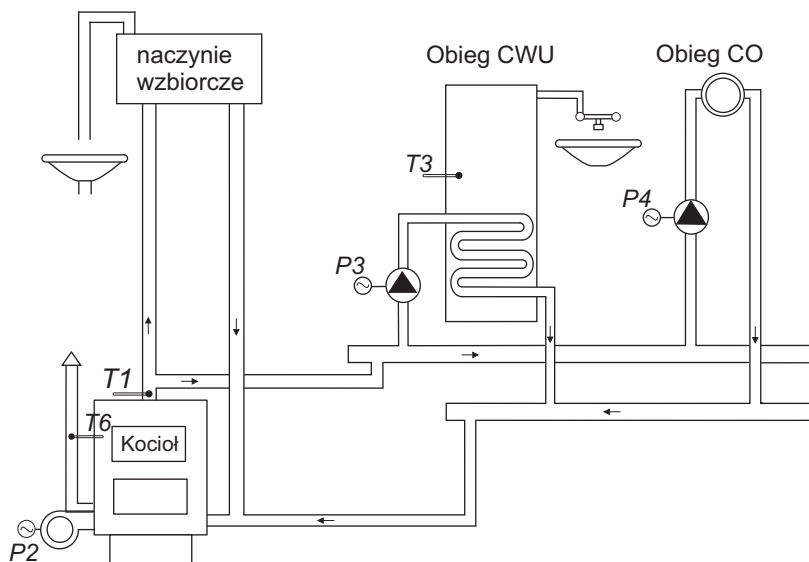 naczynie
wzbiorcze
Obieg CWU
Obieg CO
T3
P4
P3
T1
T6
Kocioł
P2